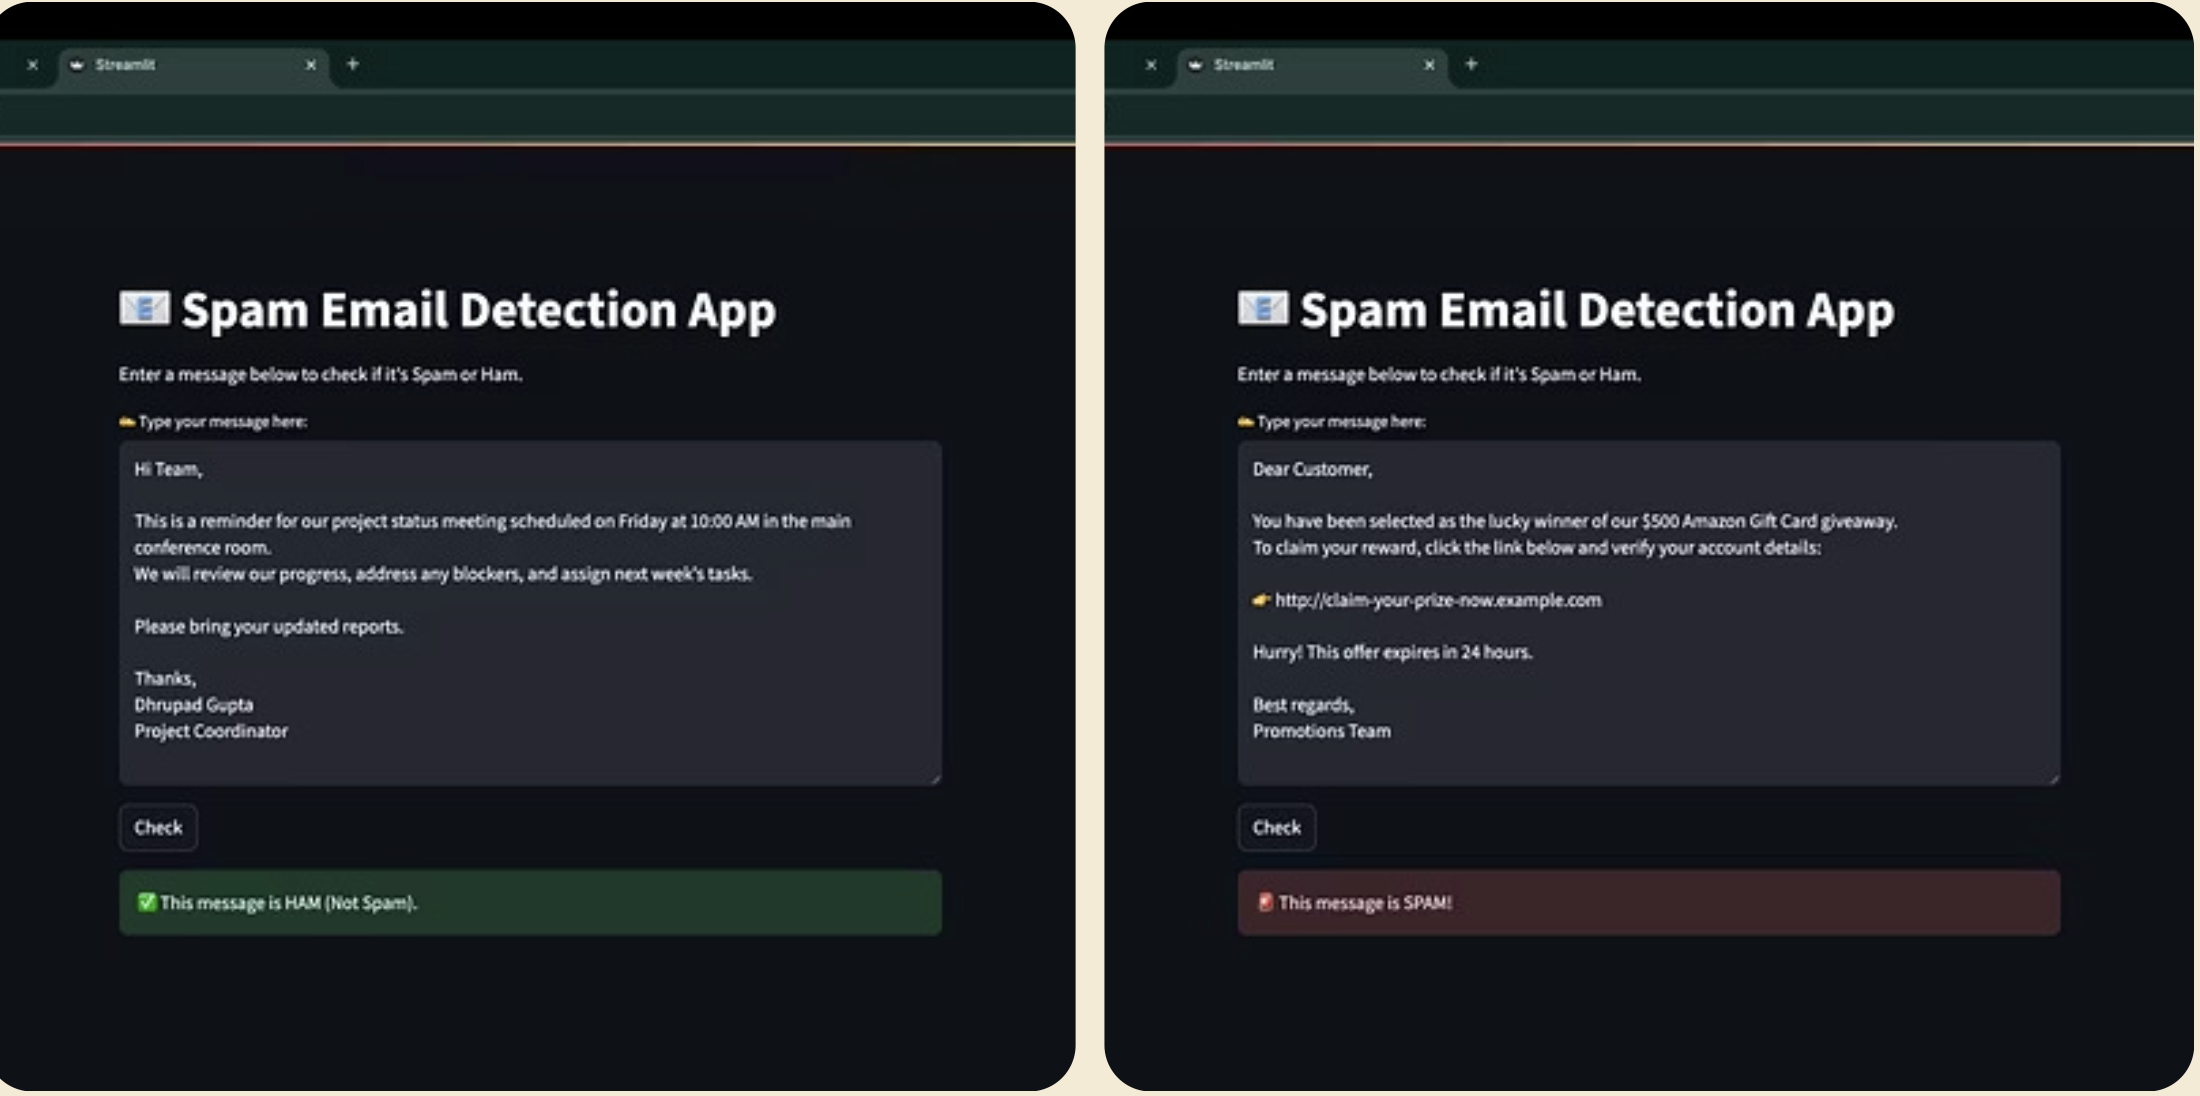 Streamlit
📧 Spam Email Detection App
Enter a message below to check if it's Spam or Ham.
✍️ Type your message here:
Hi Team,
This is a reminder for our project status meeting scheduled on Friday at 10:00 AM in the main
conference room.
We will review our progress, address any blockers, and assign next week's tasks.
Please bring your updated reports.
Thanks,
Dhrupad Gupta
Project Coordinator
Check
✅ This message is HAM (Not Spam).
Streamlit
📧 Spam Email Detection App
Enter a message below to check if it's Spam or Ham.
✍️ Type your message here:
Dear Customer,
You have been selected as the lucky winner of our $500 Amazon Gift Card giveaway.
To claim your reward, click the link below and verify your account details:
👉 http://claim-your-prize-now.example.com
Hurry! This offer expires in 24 hours.
Best regards,
Promotions Team
Check
🚨 This message is SPAM!